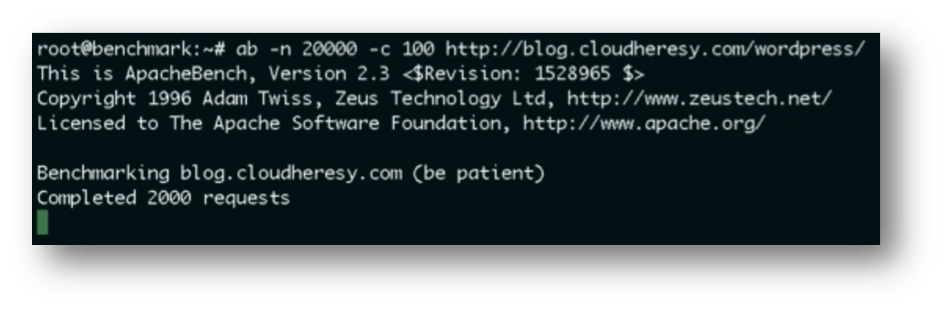 root@benchmark:~# ab -n 20000 -c 100 http://blog.cloudheresy.com/wordpress/
This is ApacheBench, Version 2.3 <$Revision: 1528965 $>
Copyright 1996 Adam Twiss, Zeus Technology Ltd, http://www.zeustech.net/
Licensed to The Apache Software Foundation, http://www.apache.org/
Benchmarking blog.cloudheresy.com (be patient)
Completed 2000 requests